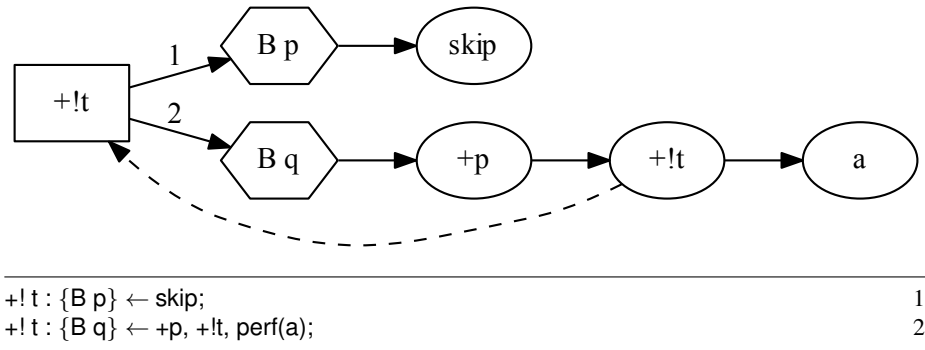 1
B p
skip
+!t
2
B q
+p
+!t
a
+! t : {B p} ← skip; 1
+! t : {B q} ← +p, +!t, perf(a); 2